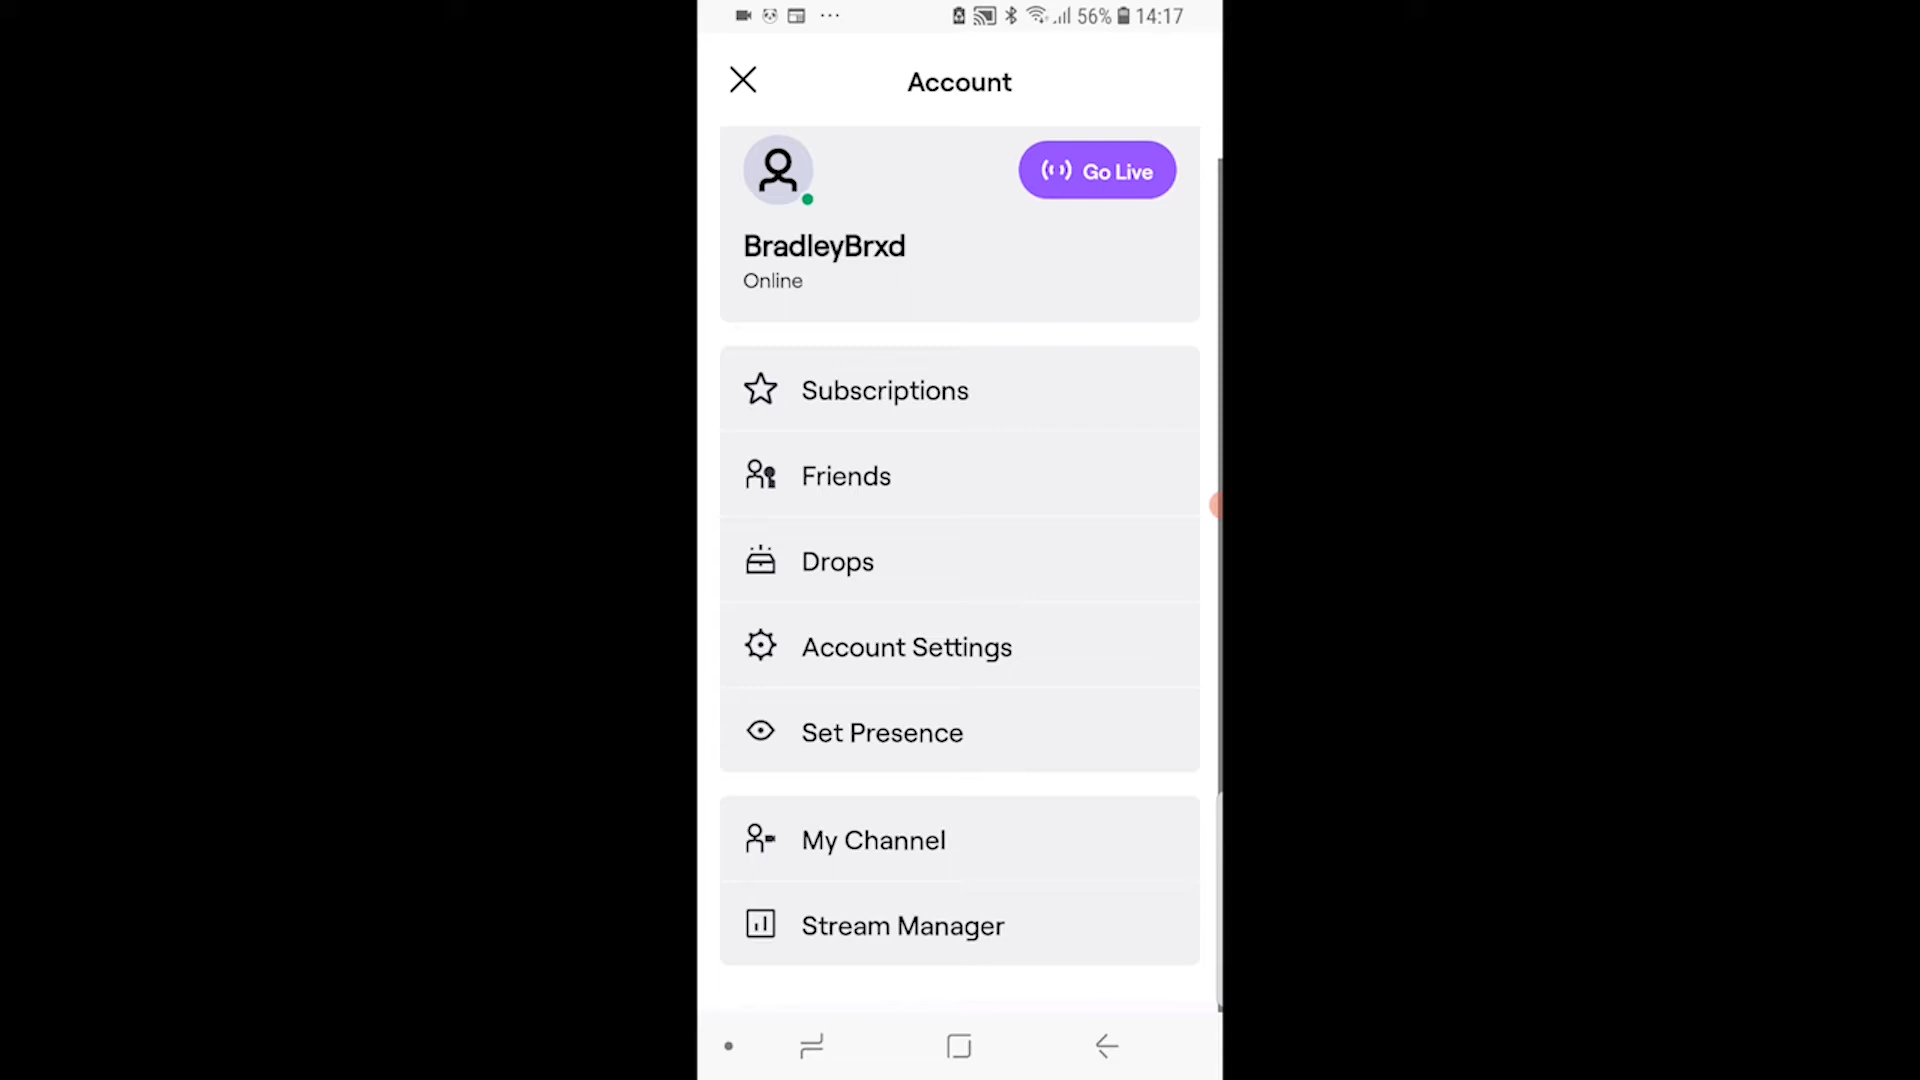 56% 14:17
Account
Go Live
BradleyBrxd
Online
Subscriptions
Friends
Drops
Account Settings
Set Presence
My Channel
Stream Manager